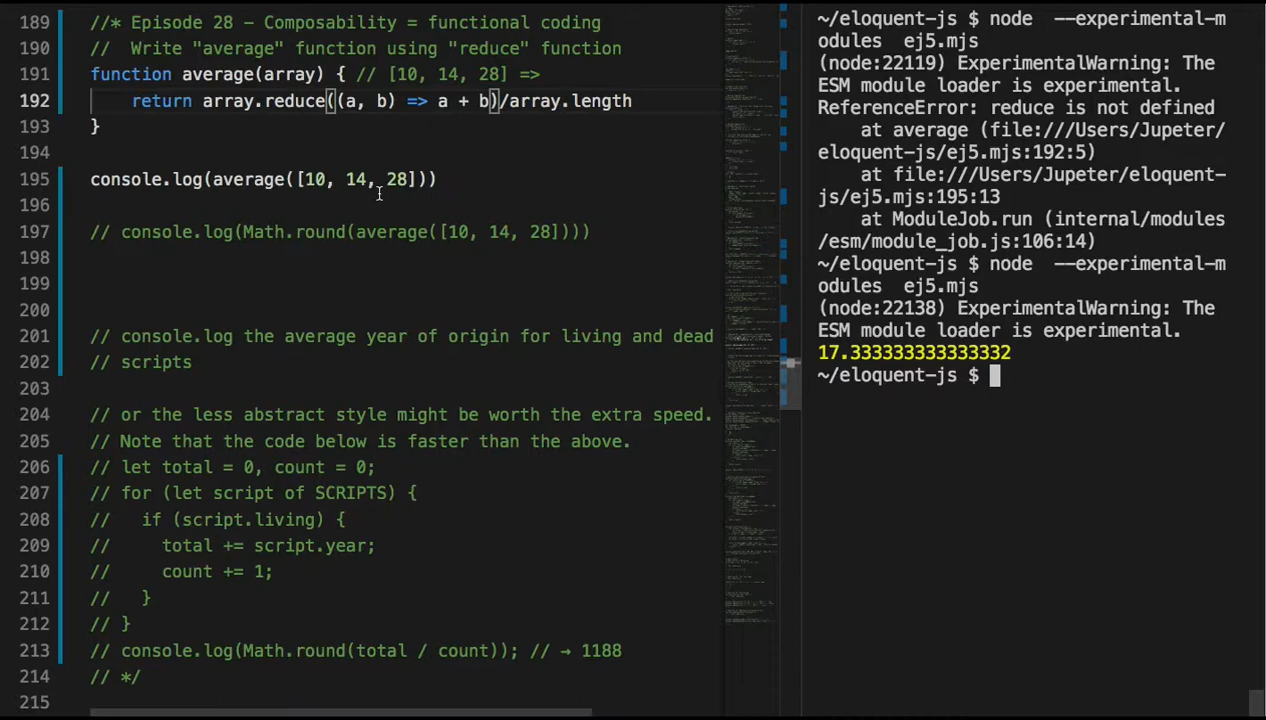 189 //* Episode 28 - Composability = functional coding
190 //  Write "average" function using "reduce" function
191 function average(array) { // [10, 14, 28] =>
192     return array.reduce((a, b) => a + b)/array.length
193 }
194
195 console.log(average([10, 14, 28]))
196
197 // console.log(Math.round(average([10, 14, 28])))
198
199
200
201 // console.log the average year of origin for living and dead
202 // scripts
203
204 // or the less abstract style might be worth the extra speed.
205 // Note that the code below is faster than the above.
206 // let total = 0, count = 0;
207 // for (let script of SCRIPTS) {
208 //   if (script.living) {
209 //     total += script.year;
210 //     count += 1;
211 //   }
212 // }
213 // console.log(Math.round(total / count)); // → 1188
214 // */
215
~/eloquent-js $ node  --experimental-m
odules  ej5.mjs
(node:22119) ExperimentalWarning: The
ESM module loader is experimental.
ReferenceError: reduce is not defined
    at average (file:///Users/Jupeter/
eloquent-js/ej5.mjs:192:5)
    at file:///Users/Jupeter/eloquent-
js/ej5.mjs:195:13
    at ModuleJob.run (internal/modules
/esm/module_job.js:106:14)
~/eloquent-js $ node  --experimental-m
odules  ej5.mjs
(node:22138) ExperimentalWarning: The
ESM module loader is experimental.
17.333333333333332
~/eloquent-js $